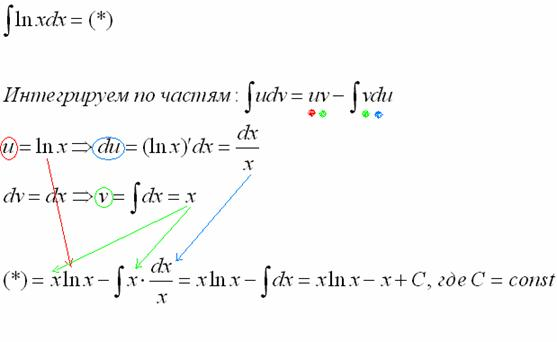 ∫ln xdx = (*)
Интегрируем по частям: ∫udv = uv − ∫vdu
u = ln x ⇒ du = (ln x)′dx = dx/x
dv = dx ⇒ v = ∫dx = x
(*) = x ln x − ∫x · dx/x = x ln x − ∫dx = x ln x − x + C, где C = const